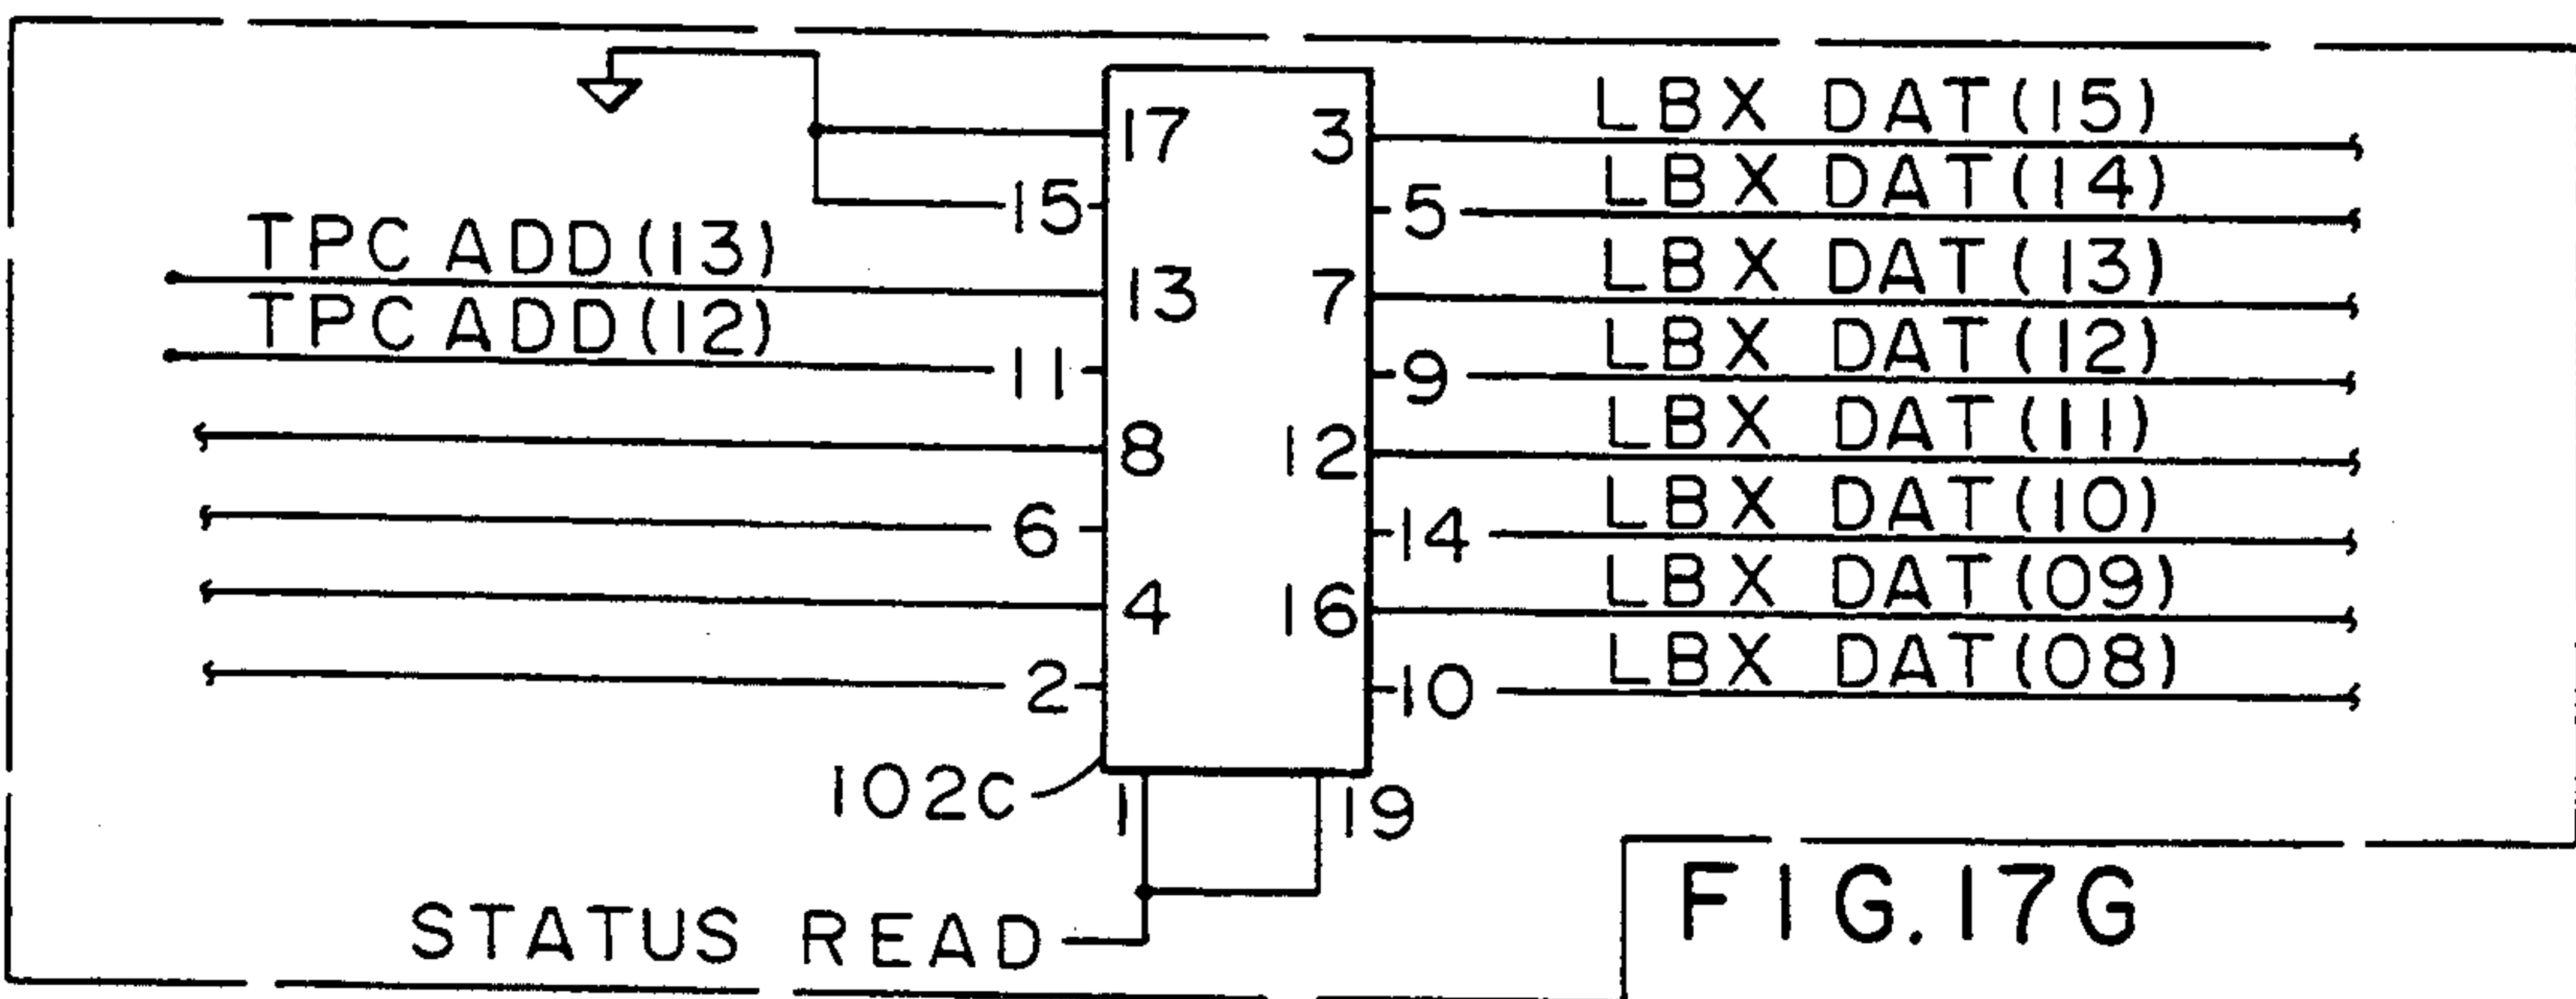 17 3 LBX DAT(15)
15 5 LBX DAT(14)
TPC ADD(13) 13 7 LBX DAT(13)
TPC ADD(12) 11 9 LBX DAT(12)
8 12 LBX DAT(11)
6 14 LBX DAT(10)
4 16 LBX DAT(09)
2 10 LBX DAT(08)
102c 1 19
STATUS READ
FIG.17G